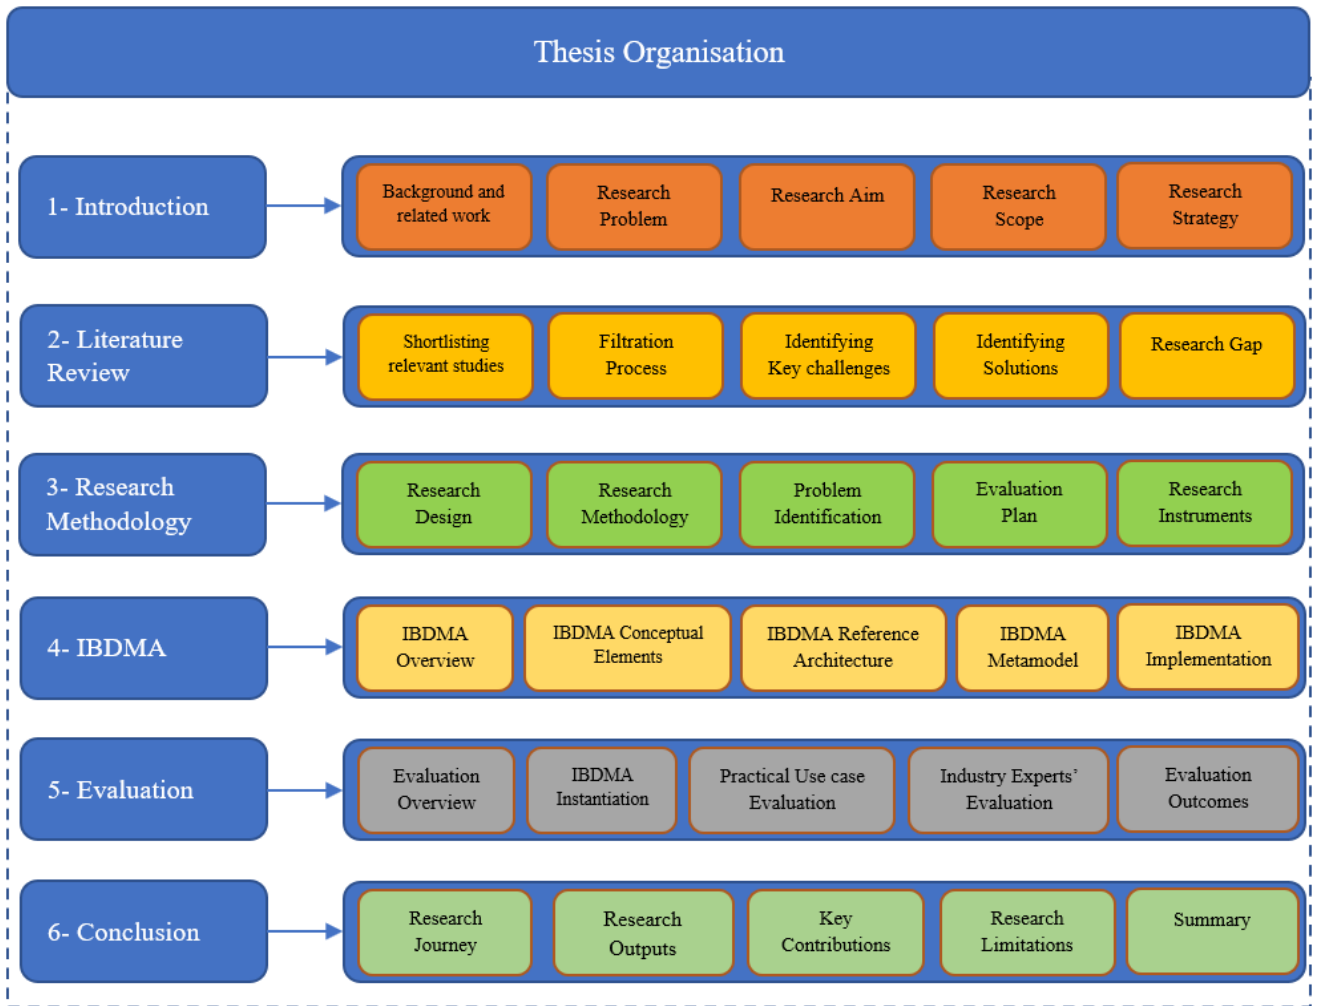 Thesis Organisation
1- Introduction
Background and
related work
Research
Problem
Research Aim
Research
Scope
Research
Strategy
2- Literature
Review
Shortlisting
relevant studies
Filtration
Process
Identifying
Key challenges
Identifying
Solutions
Research Gap
3- Research
Methodology
Research
Design
Research
Methodology
Problem
Identification
Evaluation
Plan
Research
Instruments
4- IBDMA
IBDMA
Overview
IBDMA Conceptual
Elements
IBDMA Reference
Architecture
IBDMA
Metamodel
IBDMA
Implementation
5- Evaluation
Evaluation
Overview
IBDMA
Instantiation
Practical Use case
Evaluation
Industry Experts’
Evaluation
Evaluation
Outcomes
6- Conclusion
Research
Journey
Research
Outputs
Key
Contributions
Research
Limitations
Summary